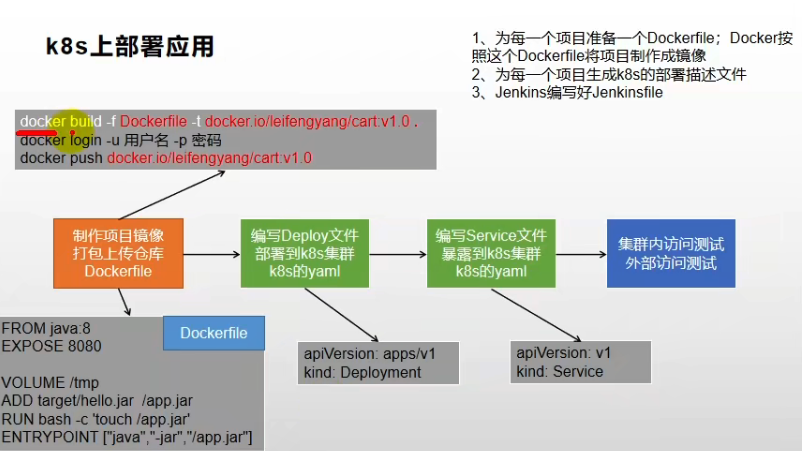 k8s上部署应用
1、为每一个项目准备一个Dockerfile；Docker按
照这个Dockerfile将项目制作成镜像
2、为每一个项目生成k8s的部署描述文件
3、Jenkins编写好Jenkinsfile
docker build -f Dockerfile -t docker.io/leifengyang/cart:v1.0 .
docker login -u 用户名 -p 密码
docker push docker.io/leifengyang/cart:v1.0
制作项目镜像
打包上传仓库
Dockerfile
编写Deploy文件
部署到k8s集群
k8s的yaml
编写Service文件
暴露到k8s集群
k8s的yaml
集群内访问测试
外部访问测试
FROM java:8
EXPOSE 8080
VOLUME /tmp
ADD target/hello.jar /app.jar
RUN bash -c 'touch /app.jar'
ENTRYPOINT ["java","-jar","/app.jar"]
Dockerfile
apiVersion: apps/v1
kind: Deployment
apiVersion: v1
kind: Service